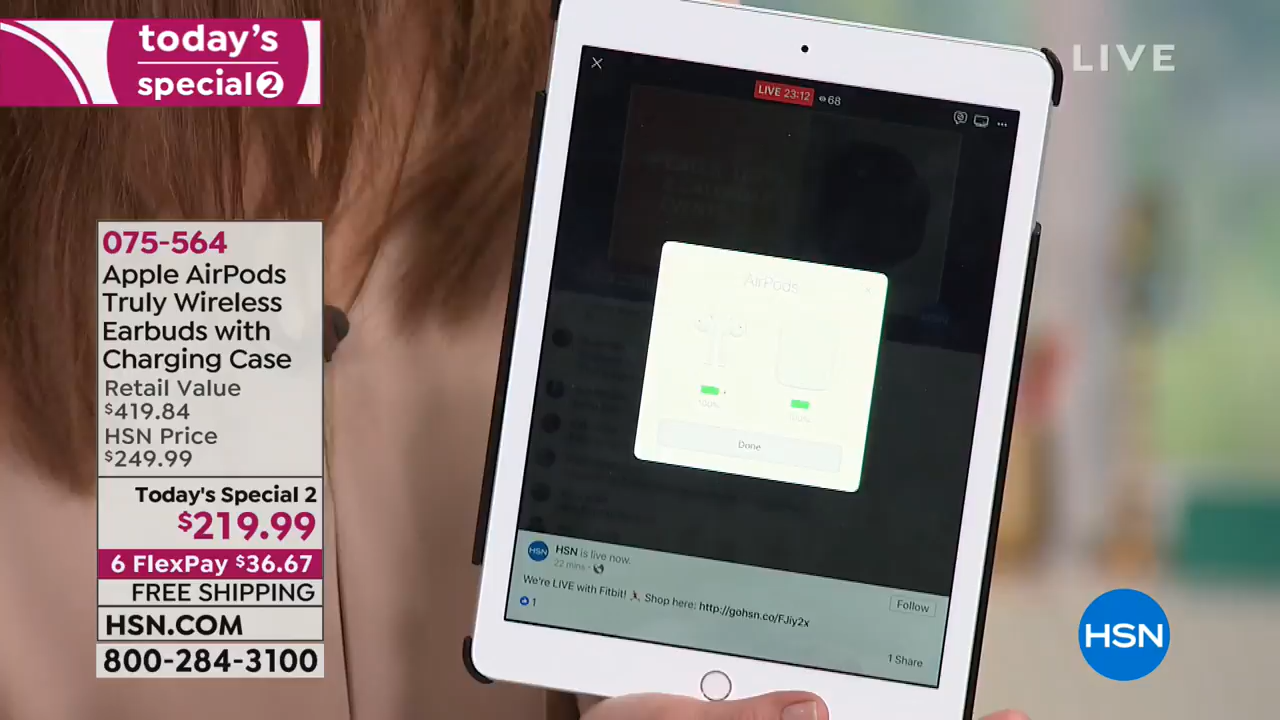 today's
special2
LIVE
075-564
Apple AirPods
Truly Wireless
Earbuds with
Charging Case
Retail Value
$419.84
HSN Price
$249.99
Today's Special 2
$219.99
6 FlexPay $36.67
FREE SHIPPING
HSN.COM
800-284-3100
LIVE 23:12 68
AirPods
100%
100%
Done
HSN is live now.
22 mins
We're LIVE with Fitbit! Shop here: http://gohsn.co/FJiy2x
Follow
1
1 Share
HSN
HSN